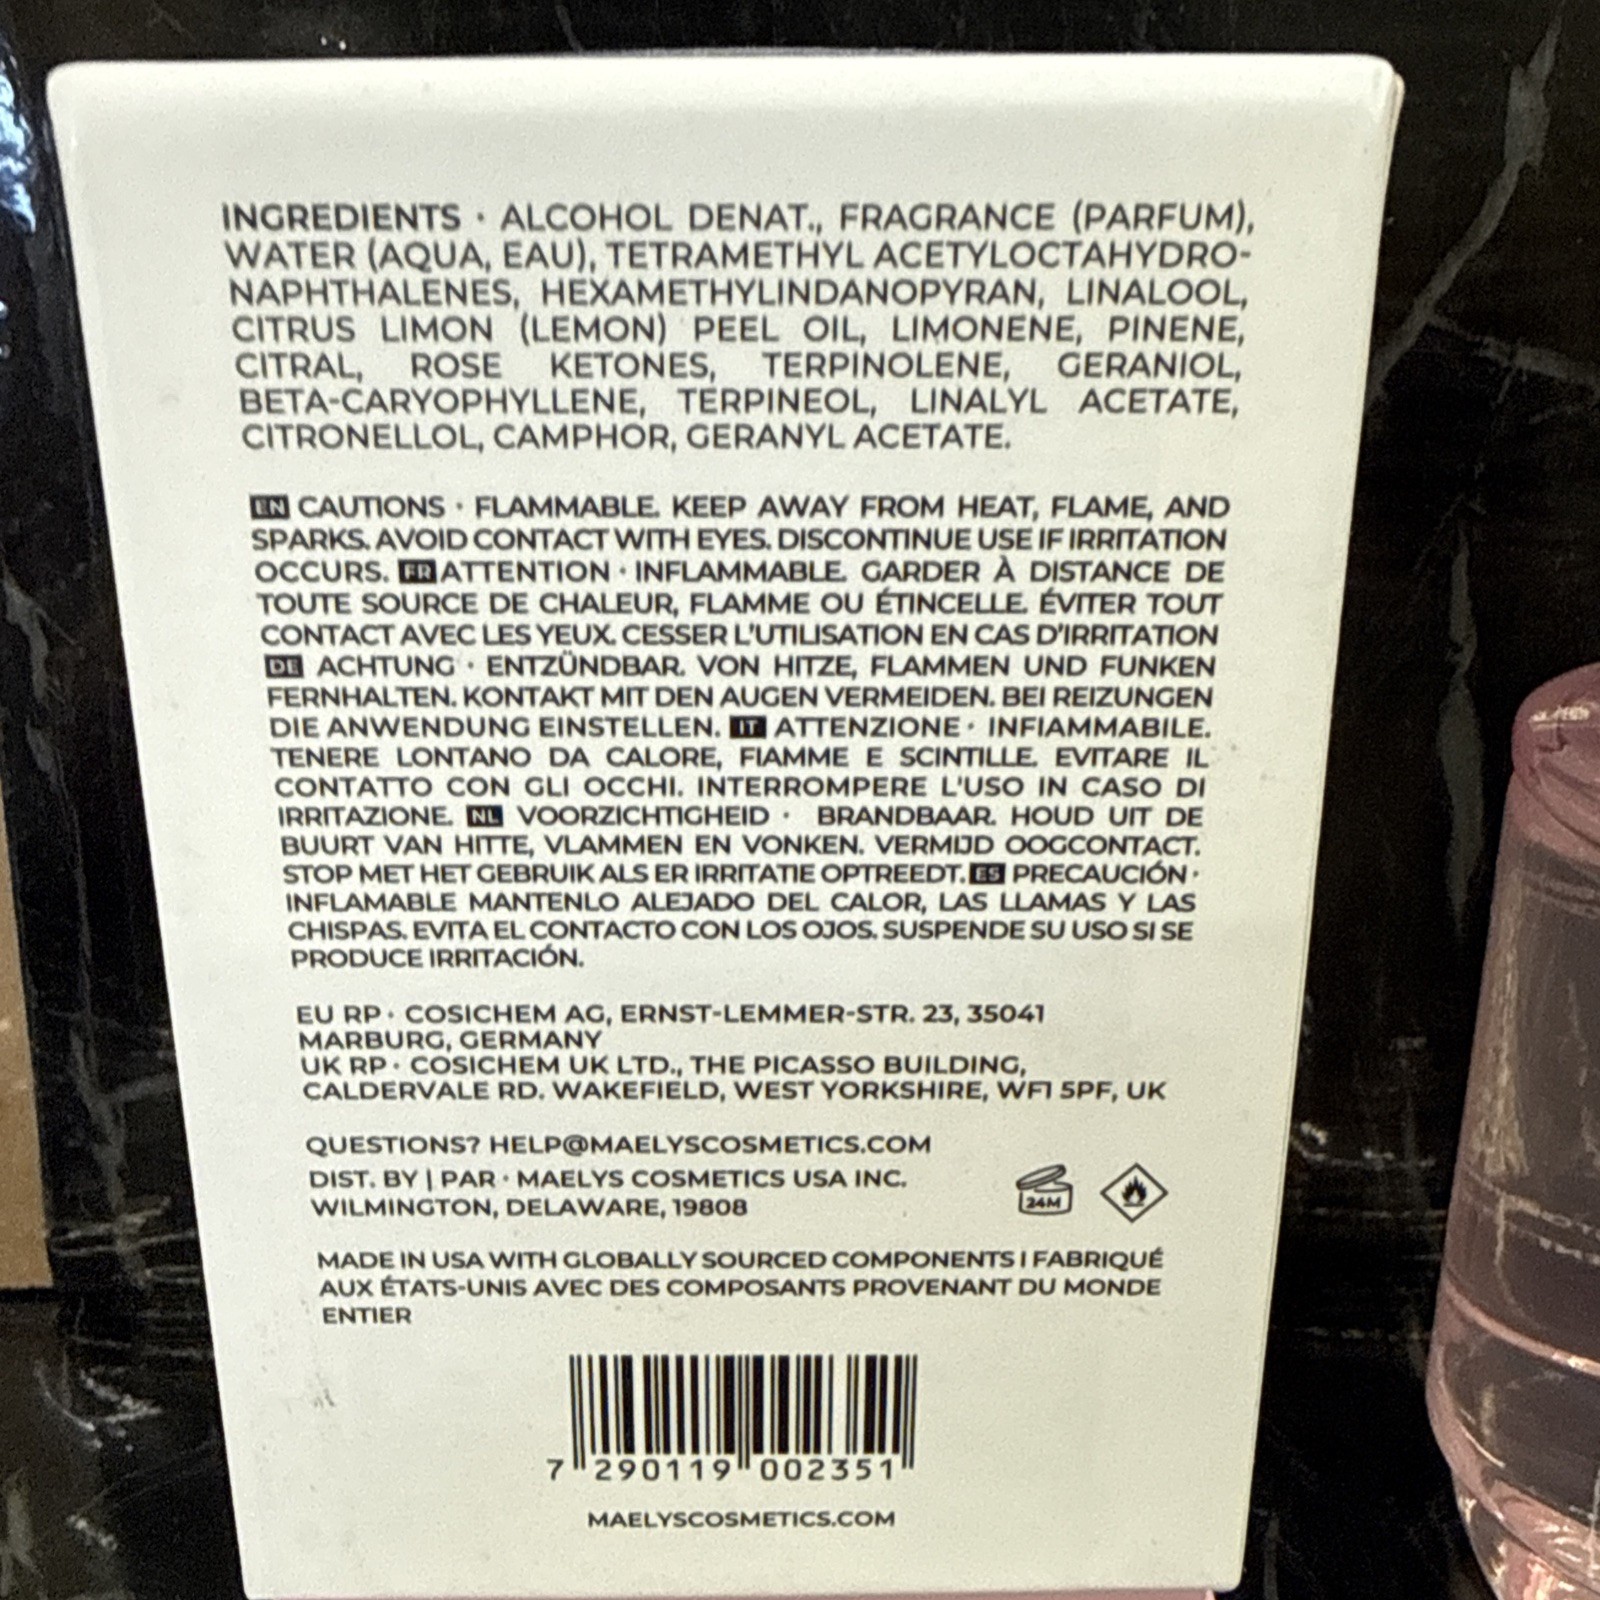 INGREDIENTS · ALCOHOL DENAT., FRAGRANCE (PARFUM),
WATER (AQUA, EAU), TETRAMETHYL ACETYLOCTAHYDRO-
NAPHTHALENES, HEXAMETHYLINDANOPYRAN, LINALOOL,
CITRUS LIMON (LEMON) PEEL OIL, LIMONENE, PINENE,
CITRAL, ROSE KETONES, TERPINOLENE, GERANIOL,
BETA-CARYOPHYLLENE, TERPINEOL, LINALYL ACETATE,
CITRONELLOL, CAMPHOR, GERANYL ACETATE.
EN CAUTIONS · FLAMMABLE. KEEP AWAY FROM HEAT, FLAME, AND
SPARKS. AVOID CONTACT WITH EYES. DISCONTINUE USE IF IRRITATION
OCCURS. FR ATTENTION · INFLAMMABLE. GARDER À DISTANCE DE
TOUTE SOURCE DE CHALEUR, FLAMME OU ÉTINCELLE. ÉVITER TOUT
CONTACT AVEC LES YEUX. CESSER L'UTILISATION EN CAS D'IRRITATION
DE ACHTUNG · ENTZÜNDBAR. VON HITZE, FLAMMEN UND FUNKEN
FERNHALTEN. KONTAKT MIT DEN AUGEN VERMEIDEN. BEI REIZUNGEN
DIE ANWENDUNG EINSTELLEN. IT ATTENZIONE · INFIAMMABILE.
TENERE LONTANO DA CALORE, FIAMME E SCINTILLE. EVITARE IL
CONTATTO CON GLI OCCHI. INTERROMPERE L'USO IN CASO DI
IRRITAZIONE. NL VOORZICHTIGHEID · BRANDBAAR. HOUD UIT DE
BUURT VAN HITTE, VLAMMEN EN VONKEN. VERMIJD OOGCONTACT.
STOP MET HET GEBRUIK ALS ER IRRITATIE OPTREEDT. ES PRECAUCIÓN ·
INFLAMABLE MANTENLO ALEJADO DEL CALOR, LAS LLAMAS Y LAS
CHISPAS. EVITA EL CONTACTO CON LOS OJOS. SUSPENDE SU USO SI SE
PRODUCE IRRITACIÓN.
EU RP · COSICHEM AG, ERNST-LEMMER-STR. 23, 35041
MARBURG, GERMANY
UK RP · COSICHEM UK LTD., THE PICASSO BUILDING,
CALDERVALE RD. WAKEFIELD, WEST YORKSHIRE, WF1 5PF, UK
QUESTIONS? HELP@MAELYSCOSMETICS.COM
DIST. BY | PAR · MAELYS COSMETICS USA INC.
WILMINGTON, DELAWARE, 19808
24M
MADE IN USA WITH GLOBALLY SOURCED COMPONENTS I FABRIQUÉ
AUX ÉTATS-UNIS AVEC DES COMPOSANTS PROVENANT DU MONDE
ENTIER
7 290119 002351
MAELYSCOSMETICS.COM